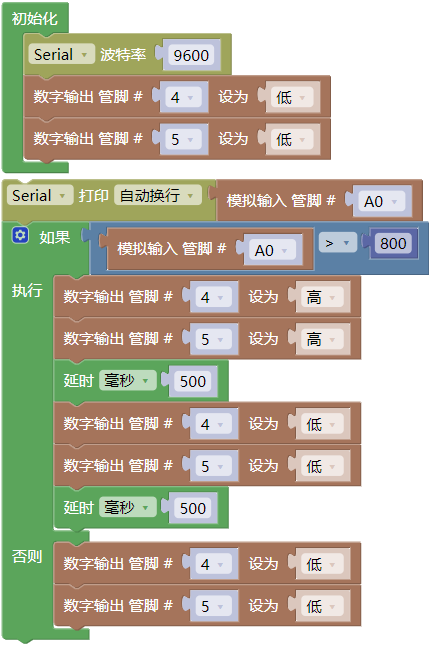 初始化
Serial 波特率 9600
数字输出 管脚 # 4 设为 低
数字输出 管脚 # 5 设为 低
Serial 打印 自动换行 模拟输入 管脚 # A0
如果 模拟输入 管脚 # A0 > 800
执行 数字输出 管脚 # 4 设为 高
数字输出 管脚 # 5 设为 高
延时 毫秒 500
数字输出 管脚 # 4 设为 低
数字输出 管脚 # 5 设为 低
延时 毫秒 500
否则 数字输出 管脚 # 4 设为 低
数字输出 管脚 # 5 设为 低